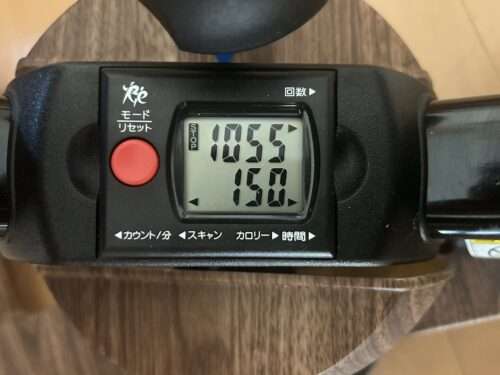 回数▶
モード
リセット
STOP
1055
150.
◀カウント/分 ◀スキャン カロリー▶ 時間▶